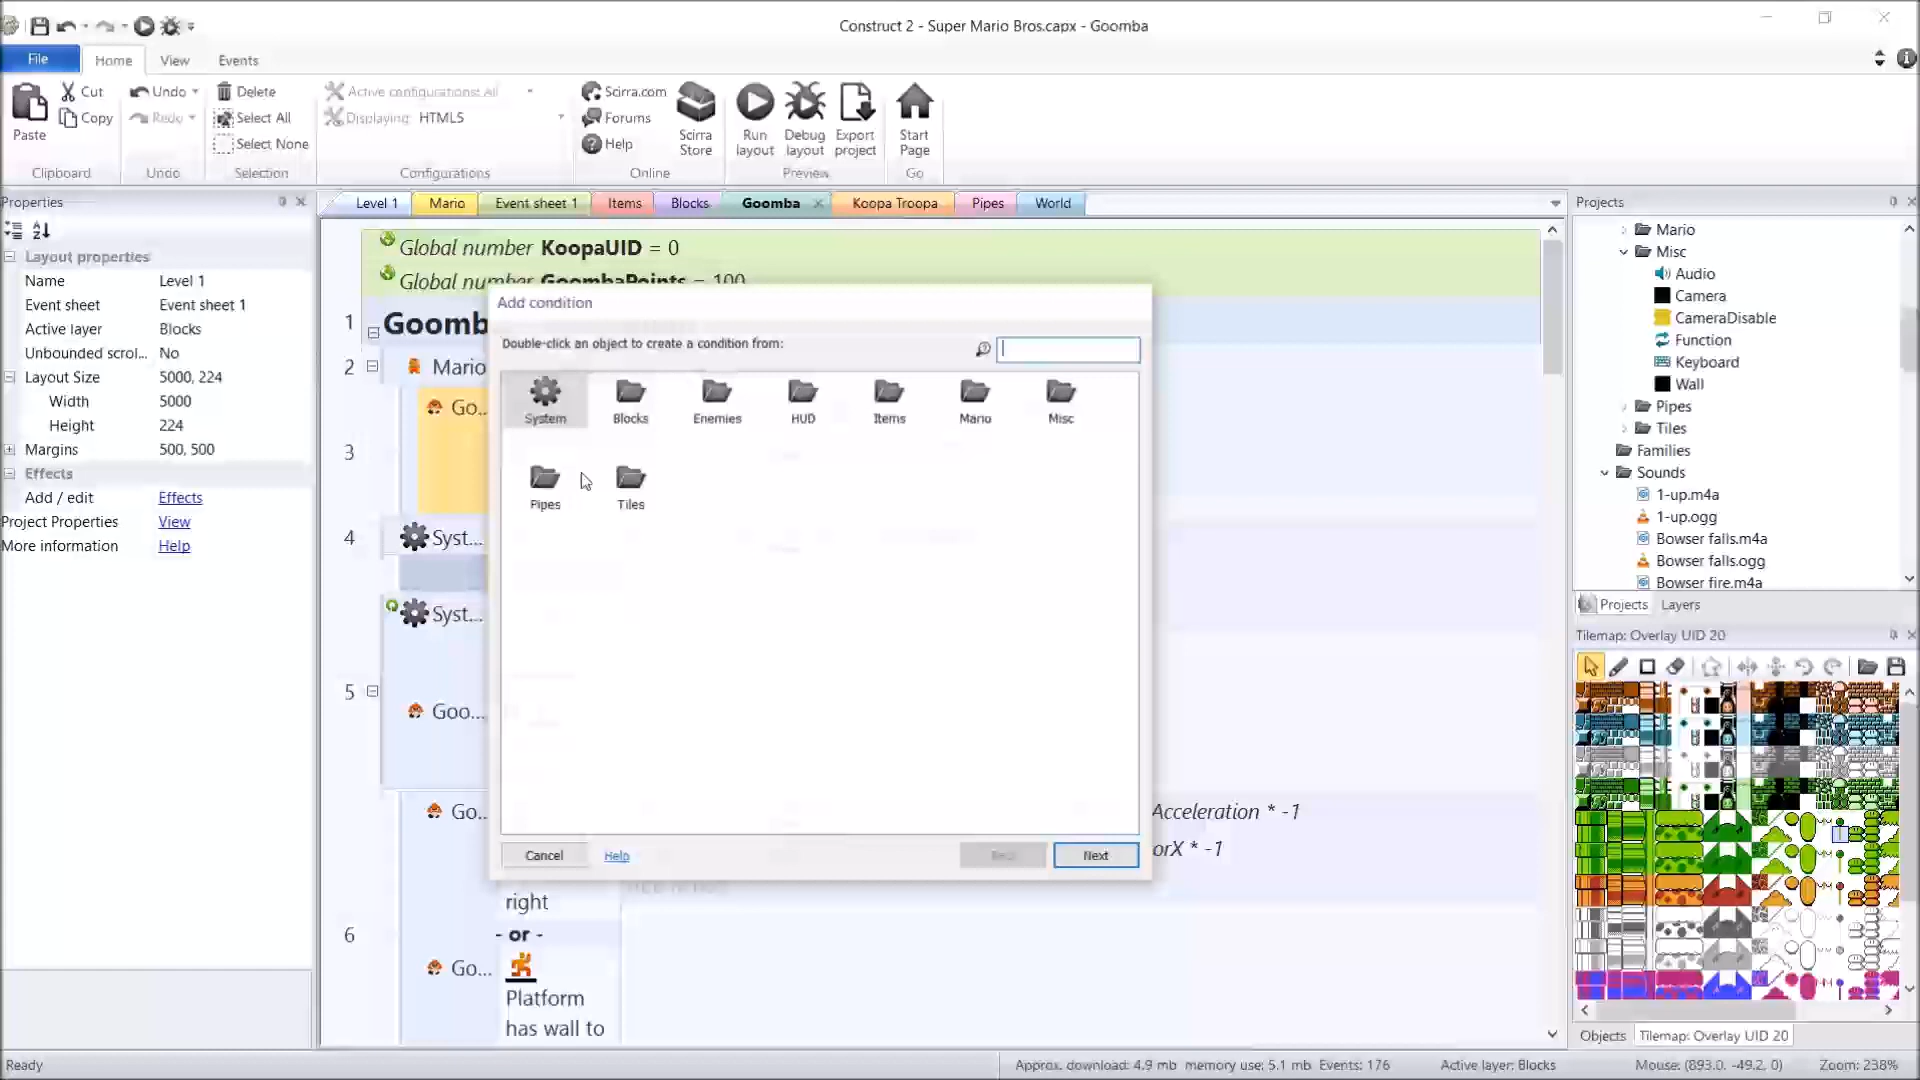 Construct 2 - Super Mario Bros.capx - Goomba
File
Home
View
Events
Paste
Cut
Copy
Clipboard
Undo
Redo
Undo
Delete
Select All
Select None
Selection
Active configurations: All
Displaying: HTML5
Configurations
Scirra.com
Forums
Help
Scirra Store
Online
Run layout
Debug layout
Export project
Preview
Start Page
Go
Properties
Layout properties
Name Level 1
Event sheet Event sheet 1
Active layer Blocks
Unbounded scrol... No
Layout Size 5000, 224
Width 5000
Height 224
Margins 500, 500
Effects
Add / edit Effects
Project Properties View
More information Help
Level 1
Mario
Event sheet 1
Items
Blocks
Goomba
Koopa Troopa
Pipes
World
Global number KoopaUID = 0
Global number GoombaPoints = 100
1 Goomb
2 Mario
Go...
3
4 Syst...
Syst...
5
Goo...
Go...
Acceleration * -1
orX * -1
right
- or -
6
Go...
Platform
has wall to
Add condition
Double-click an object to create a condition from:
System
Blocks
Enemies
HUD
Items
Mario
Misc
Pipes
Tiles
Cancel
Help
Next
Projects
Mario
Misc
Audio
Camera
CameraDisable
Function
Keyboard
Wall
Pipes
Tiles
Families
Sounds
1-up.m4a
1-up.ogg
Bowser falls.m4a
Bowser falls.ogg
Bowser fire.m4a
Projects
Layers
Tilemap: Overlay UID 20
Objects
Tilemap: Overlay UID 20
Ready
Approx. download: 4.9 mb memory use: 5.1 mb Events: 176
Active layer: Blocks
Mouse: (893.0, -49.2, 0)
Zoom: 238%